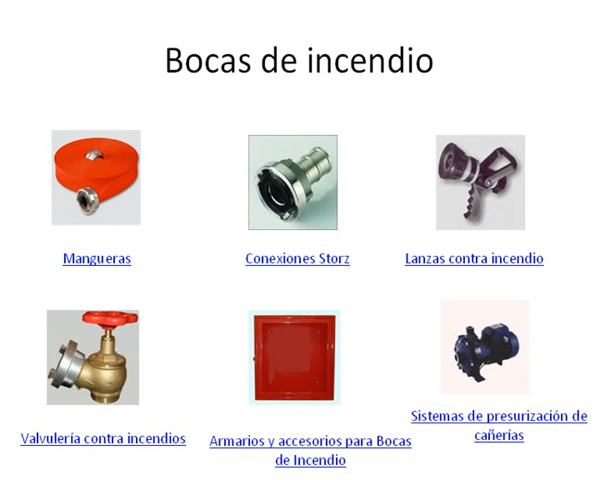 Bocas de incendio
Mangueras
Conexiones Storz
Lanzas contra incendio
Valvulería contra incendios
Armarios y accesorios para Bocas
de Incendio
Sistemas de presurización de
cañerías